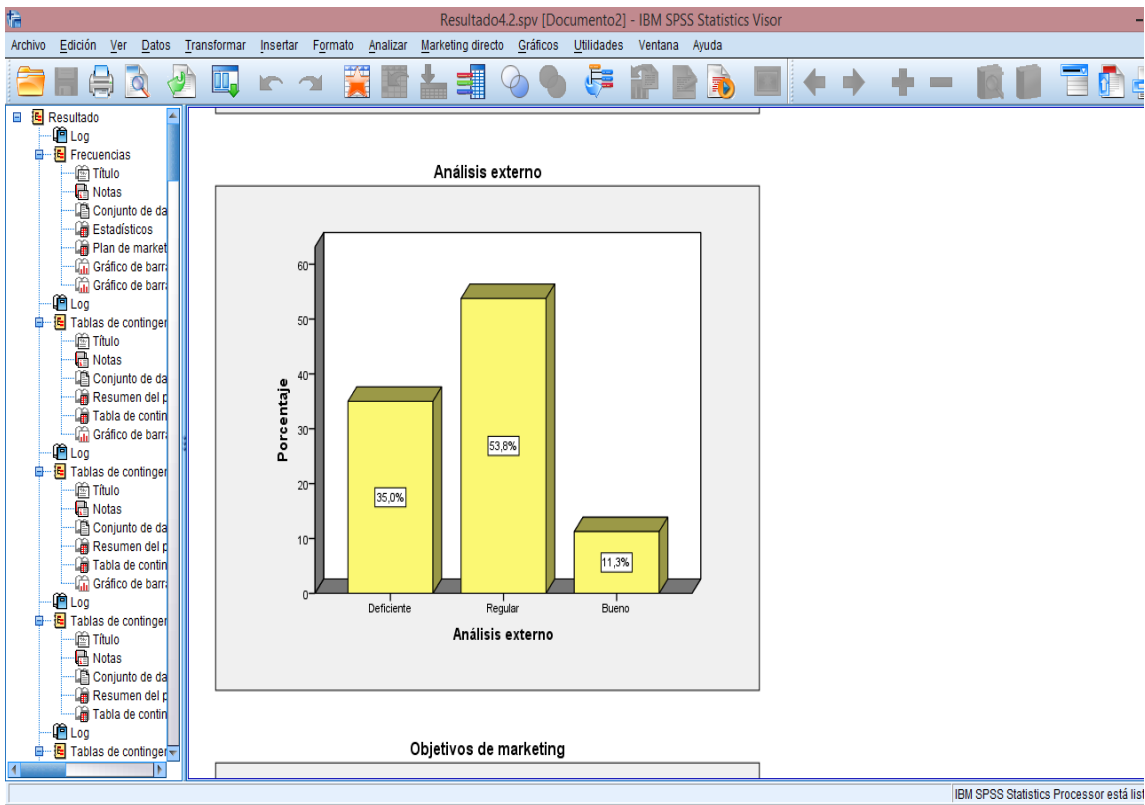 Resultado4.2.spv [Documento2] - IBM SPSS Statistics Visor
Archivo Edición Ver Datos Transformar Insertar Formato Analizar Marketing directo Gráficos Utilidades Ventana Ayuda
Resultado
Log
Frecuencias
Título
Notas
Conjunto de da
Estadísticos
Plan de market
Gráfico de barra
Gráfico de barra
Log
Tablas de continger
Título
Notas
Conjunto de da
Resumen del p
Tabla de contin
Gráfico de barra
Log
Tablas de continger
Título
Notas
Conjunto de da
Resumen del p
Tabla de contin
Gráfico de barra
Log
Tablas de continger
Título
Notas
Conjunto de da
Resumen del p
Tabla de contin
Log
Tablas de continger
Análisis externo
Porcentaje
60
50
40
30
20
10
0
35,0%
53,8%
11,3%
Deficiente Regular Bueno
Análisis externo
Objetivos de marketing
IBM SPSS Statistics Processor está list